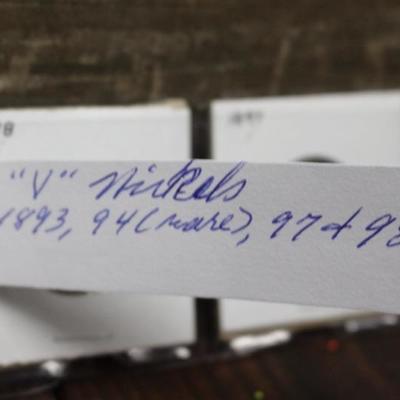 "V" Nickels
1893, 94 (rare), 97 + 98